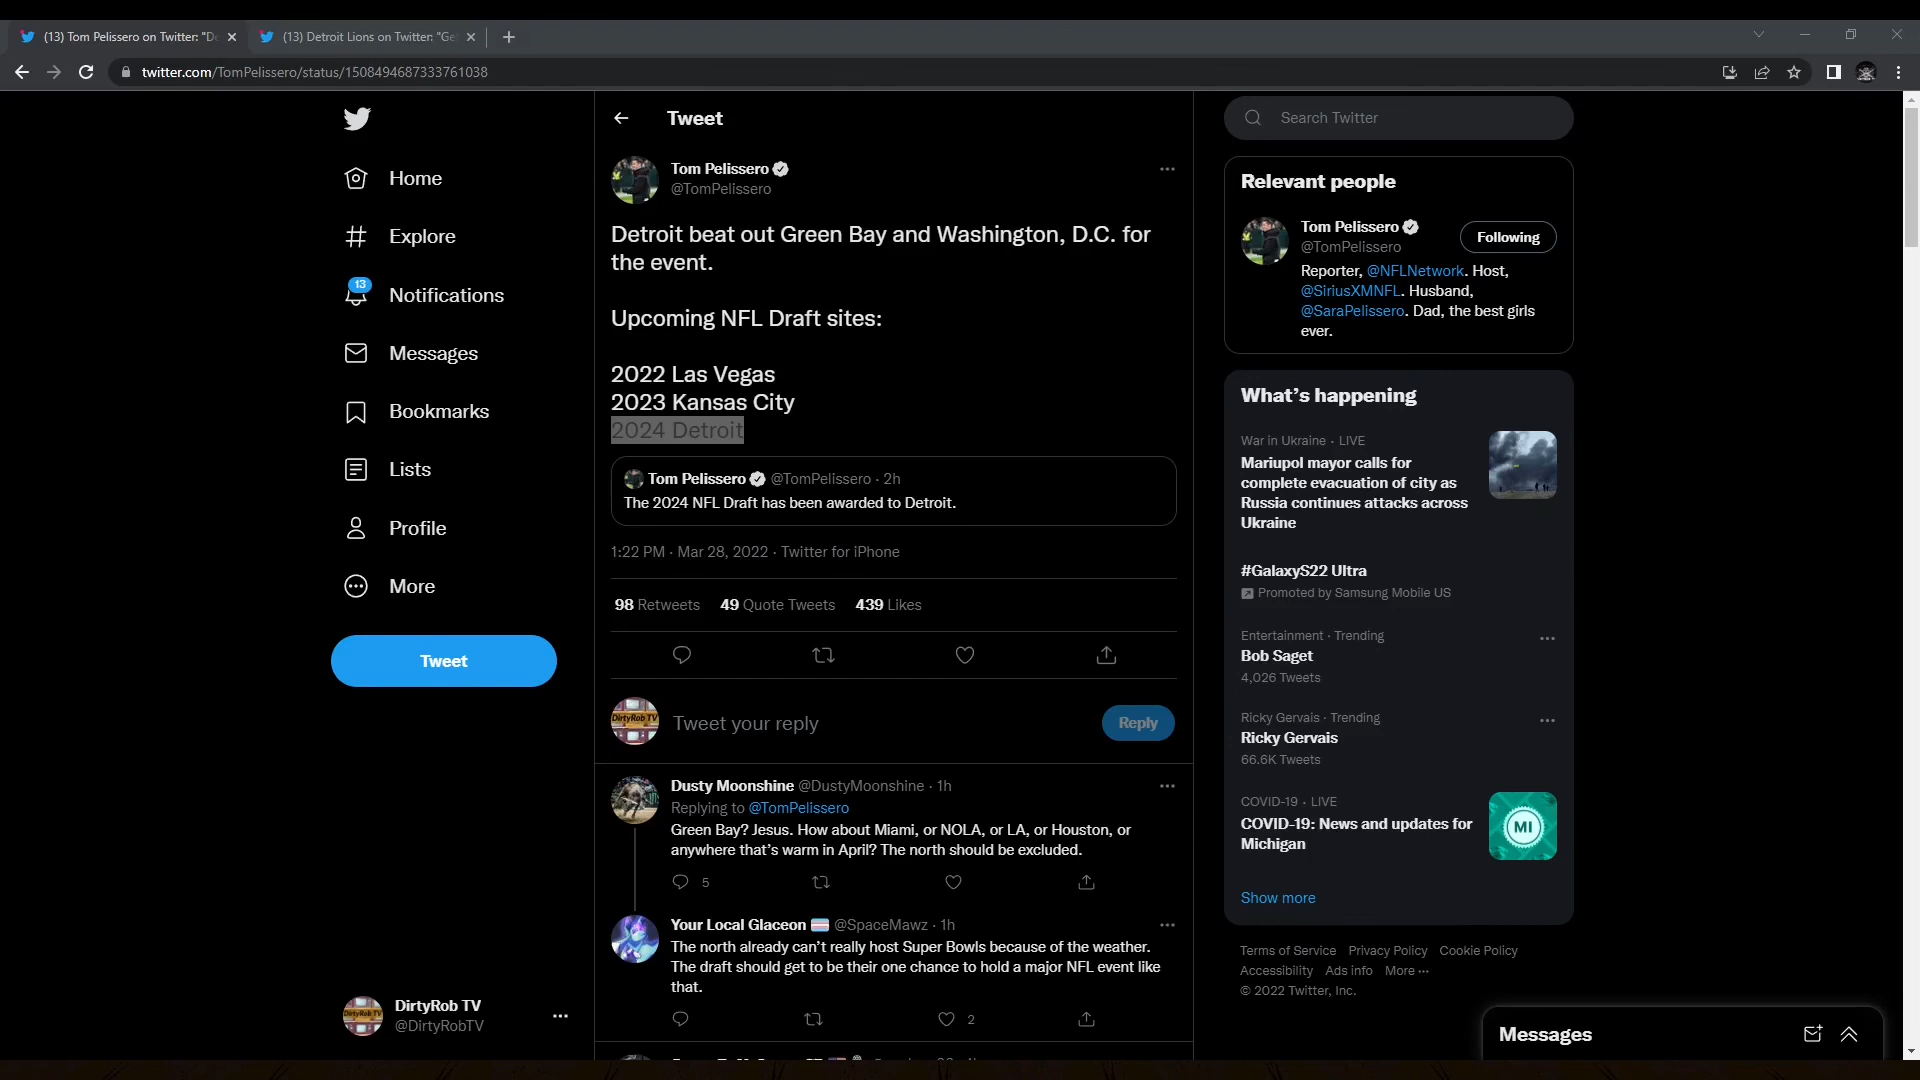 (13) Tom Pelissero on Twitter: "De
(13) Detroit Lions on Twitter: "Ge
twitter.com/TomPelissero/status/1508494687333761038
Home
Explore
13
Notifications
Messages
Bookmarks
Lists
Profile
More
Tweet
DirtyRob TV
@DirtyRobTV
Tweet
Tom Pelissero
@TomPelissero
Detroit beat out Green Bay and Washington, D.C. for
the event.
Upcoming NFL Draft sites:
2022 Las Vegas
2023 Kansas City
2024 Detroit
Tom Pelissero @TomPelissero · 2h
The 2024 NFL Draft has been awarded to Detroit.
1:22 PM · Mar 28, 2022 · Twitter for iPhone
98 Retweets 49 Quote Tweets 439 Likes
DirtyRob TV
Tweet your reply
Reply
Dusty Moonshine @DustyMoonshine · 1h
Replying to @TomPelissero
Green Bay? Jesus. How about Miami, or NOLA, or LA, or Houston, or
anywhere that's warm in April? The north should be excluded.
5
Your Local Glaceon @SpaceMawz · 1h
The north already can't really host Super Bowls because of the weather.
The draft should get to be their one chance to hold a major NFL event like
that.
2
Search Twitter
Relevant people
Tom Pelissero
@TomPelissero
Following
Reporter, @NFLNetwork. Host,
@SiriusXMNFL. Husband,
@SaraPelissero. Dad, the best girls
ever.
What's happening
War in Ukraine · LIVE
Mariupol mayor calls for
complete evacuation of city as
Russia continues attacks across
Ukraine
#GalaxyS22 Ultra
Promoted by Samsung Mobile US
Entertainment · Trending
Bob Saget
4,026 Tweets
Ricky Gervais · Trending
Ricky Gervais
66.6K Tweets
COVID-19 · LIVE
COVID-19: News and updates for
Michigan
MI
Show more
Terms of Service Privacy Policy Cookie Policy
Accessibility Ads info More ···
© 2022 Twitter, Inc.
Messages